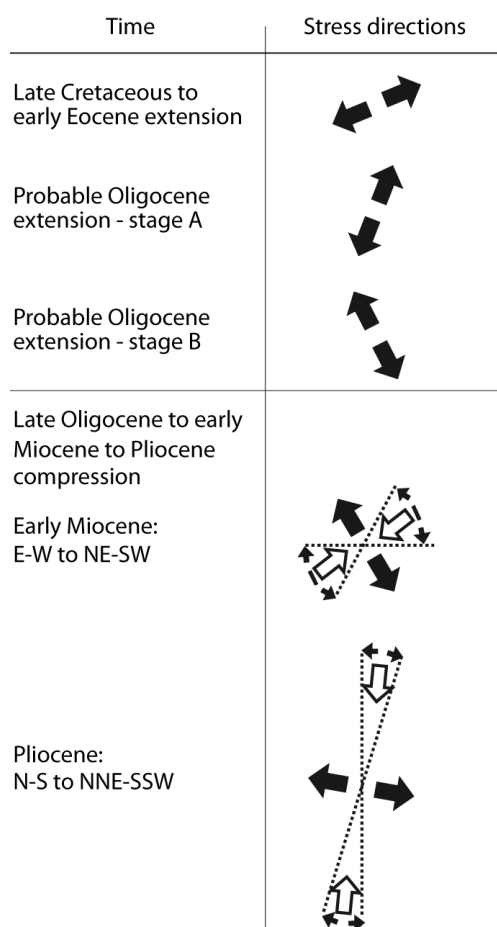 Time
Stress directions
Late Cretaceous to
early Eocene extension
Probable Oligocene
extension - stage A
Probable Oligocene
extension - stage B
Late Oligocene to early
Miocene to Pliocene
compression
Early Miocene:
E-W to NE-SW
Pliocene:
N-S to NNE-SSW